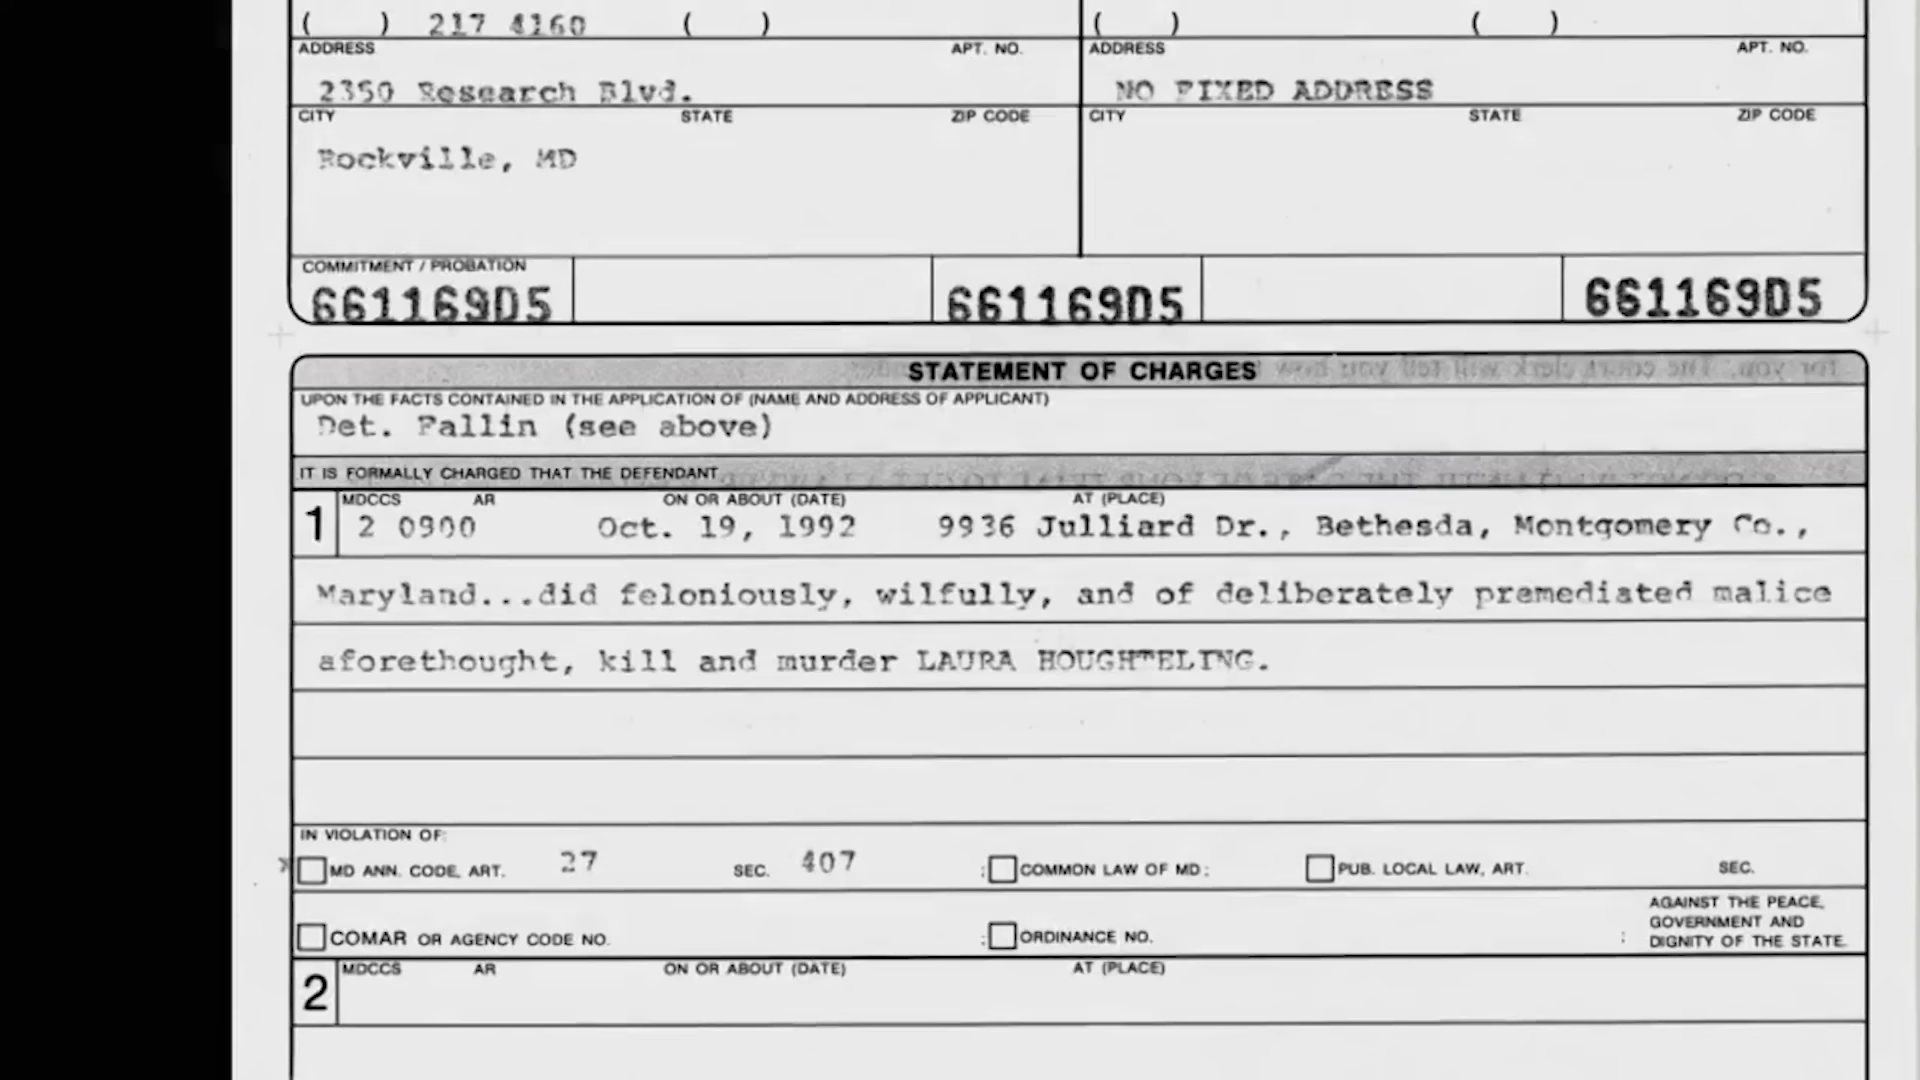 ( ) 217 4160 ( ) ( ) ( )
ADDRESS APT. NO. ADDRESS APT. NO.
2350 Research Blvd. NO FIXED ADDRESS
CITY STATE ZIP CODE CITY STATE ZIP CODE
Rockville, MD
COMMITMENT / PROBATION
661169D5 661169D5 661169D5
STATEMENT OF CHARGES
UPON THE FACTS CONTAINED IN THE APPLICATION OF (NAME AND ADDRESS OF APPLICANT)
Det. Fallin (see above)
IT IS FORMALLY CHARGED THAT THE DEFENDANT
1 MDCCS AR ON OR ABOUT (DATE) AT (PLACE)
2 0900 Oct. 19, 1992 9936 Julliard Dr., Bethesda, Montgomery Co.,
Maryland...did feloniously, wilfully, and of deliberately premediated malice
aforethought, kill and murder LAURA HOUGHTELING.
IN VIOLATION OF:
x MD ANN. CODE, ART. 27 SEC. 407 : COMMON LAW OF MD : PUB. LOCAL LAW, ART. SEC.
COMAR OR AGENCY CODE NO. : ORDINANCE NO. : AGAINST THE PEACE,
GOVERNMENT AND
DIGNITY OF THE STATE.
2 MDCCS AR ON OR ABOUT (DATE) AT (PLACE)